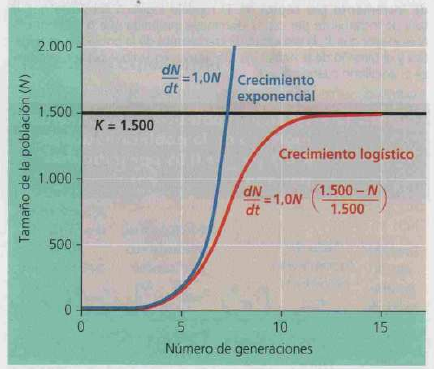 Tamaño de la población (N)
2.000
1.500
1.000
500
0
dN/dt = 1,0N
Crecimiento
exponencial
K = 1.500
Crecimiento logístico
dN/dt = 1,0N (1.500 – N / 1.500)
0
5
10
15
Número de generaciones